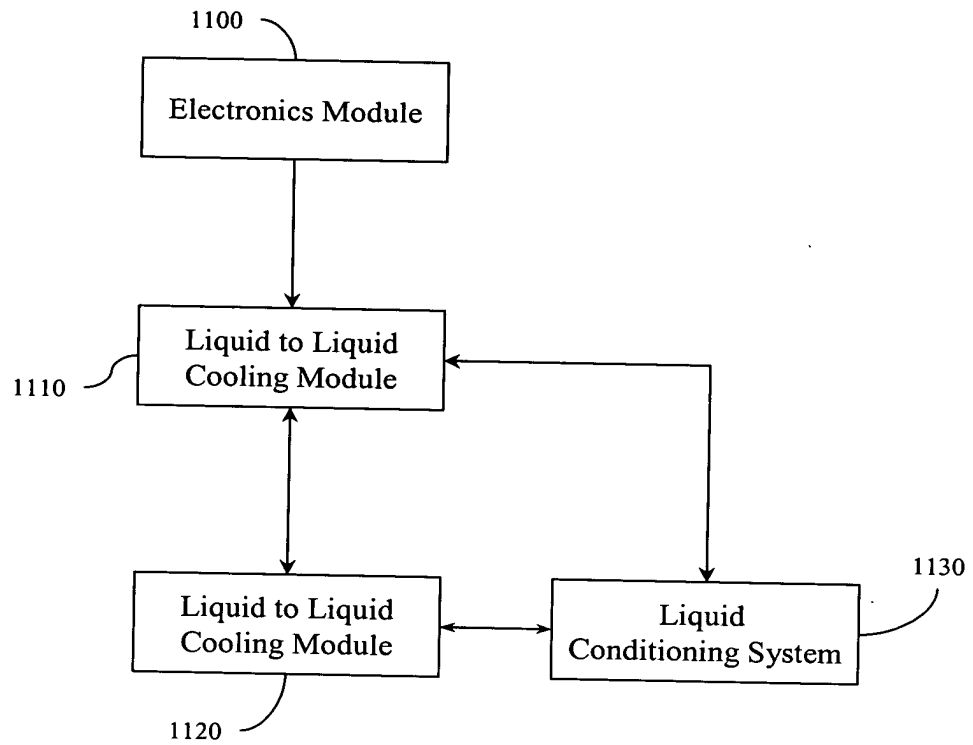 1100
Electronics Module
Liquid to Liquid
Cooling Module
1110
Liquid to Liquid
Cooling Module
1120
Liquid
Conditioning System
1130